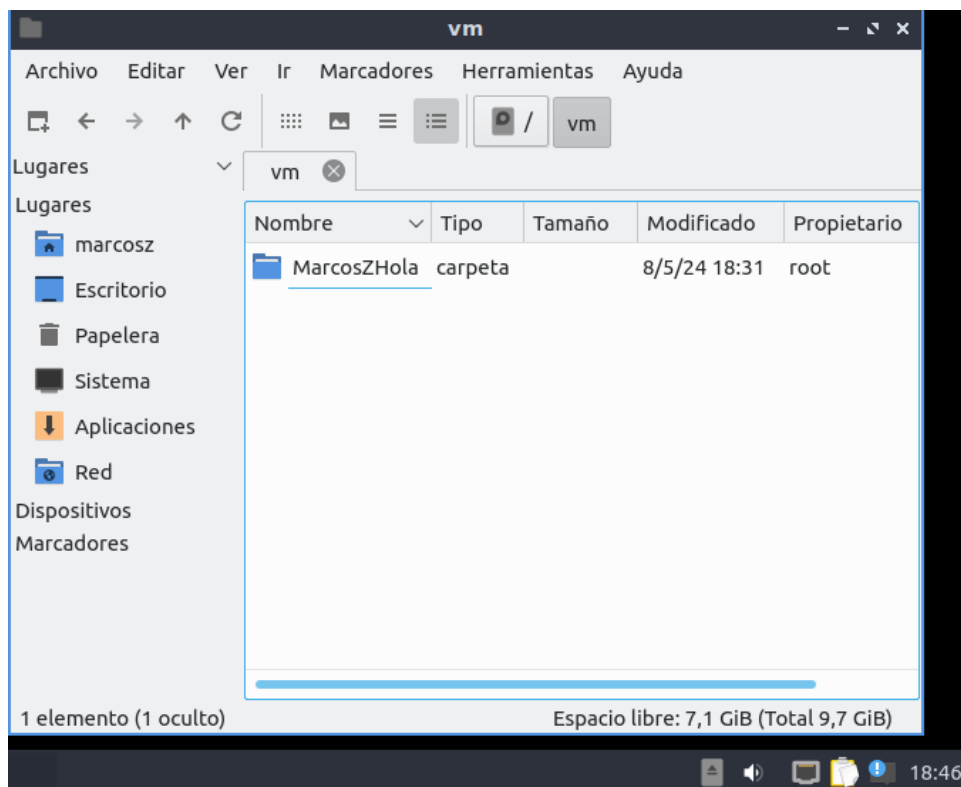 vm
Archivo Editar Ver Ir Marcadores Herramientas Ayuda
/ vm
Lugares
vm
Lugares
marcosz
Escritorio
Papelera
Sistema
Aplicaciones
Red
Dispositivos
Marcadores
Nombre Tipo Tamaño Modificado Propietario
MarcosZHola carpeta 8/5/24 18:31 root
1 elemento (1 oculto) Espacio libre: 7,1 GiB (Total 9,7 GiB)
18:46